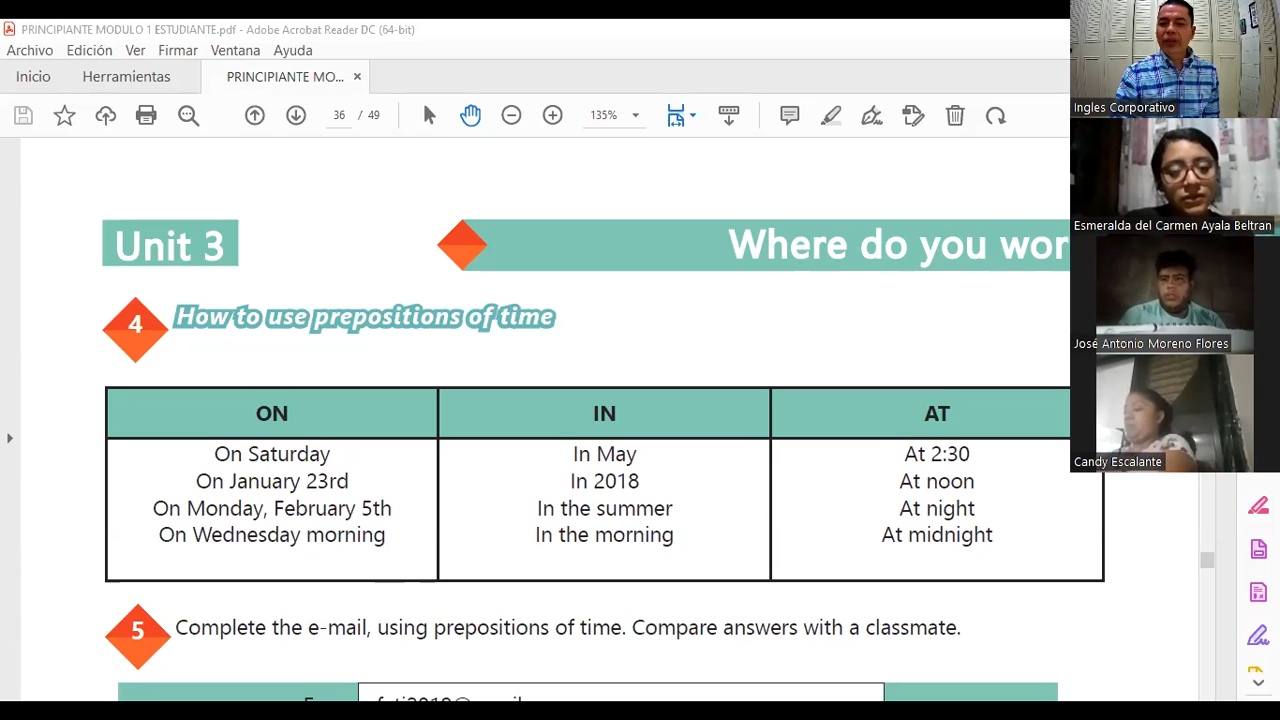 PRINCIPIANTE MODULO 1 ESTUDIANTE.pdf - Adobe Acrobat Reader DC (64-bit)
Archivo Edición Ver Firmar Ventana Ayuda
Inicio Herramientas PRINCIPIANTE MO... ×
36 / 49 135%
Ingles Corporativo
Esmeralda del Carmen Ayala Beltran
José Antonio Moreno Flores
Candy Escalante
Unit 3
Where do you wor
4 How to use prepositions of time
ON IN AT
On Saturday In May At 2:30
On January 23rd In 2018 At noon
On Monday, February 5th In the summer At night
On Wednesday morning In the morning At midnight
5 Complete the e-mail, using prepositions of time. Compare answers with a classmate.